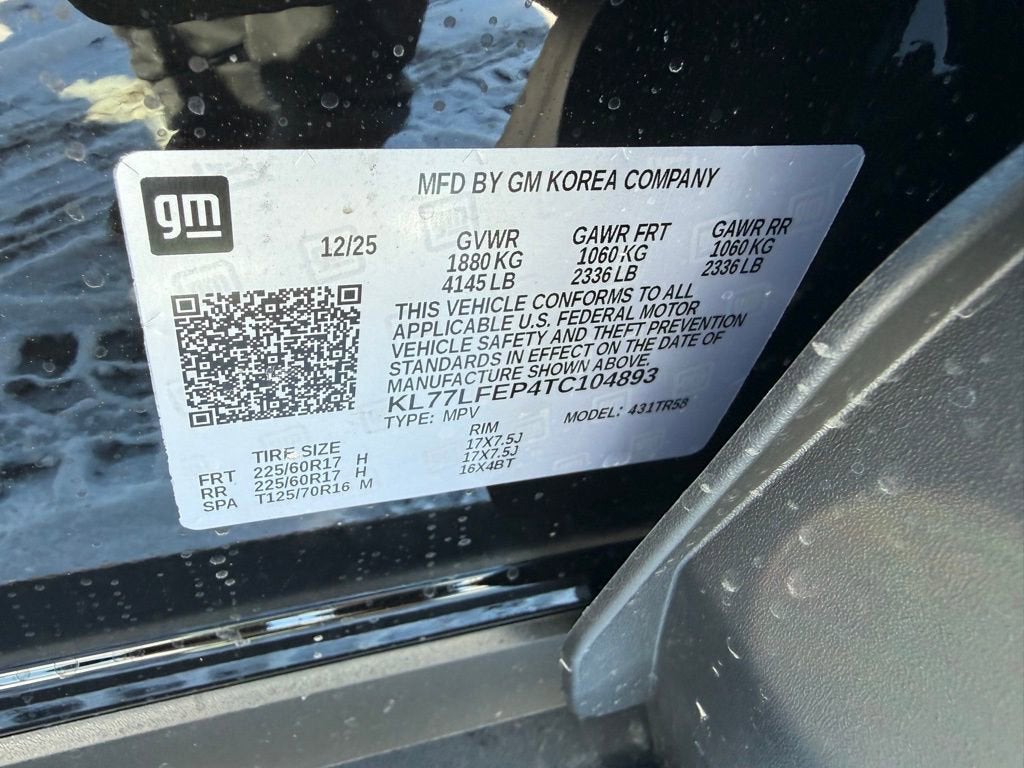 gm
MFD BY GM KOREA COMPANY
12/25
GVWR
1880 KG
4145 LB
GAWR FRT
1060 KG
2336 LB
GAWR RR
1060 KG
2336 LB
THIS VEHICLE CONFORMS TO ALL
APPLICABLE U.S. FEDERAL MOTOR
VEHICLE SAFETY AND THEFT PREVENTION
STANDARDS IN EFFECT ON THE DATE OF
MANUFACTURE SHOWN ABOVE.
KL77LFEP4TC104893
TYPE: MPV MODEL: 431TR58
TIRE SIZE RIM
FRT 225/60R17 H 17X7.5J
RR 225/60R17 H 17X7.5J
SPA T125/70R16 M 16X4BT